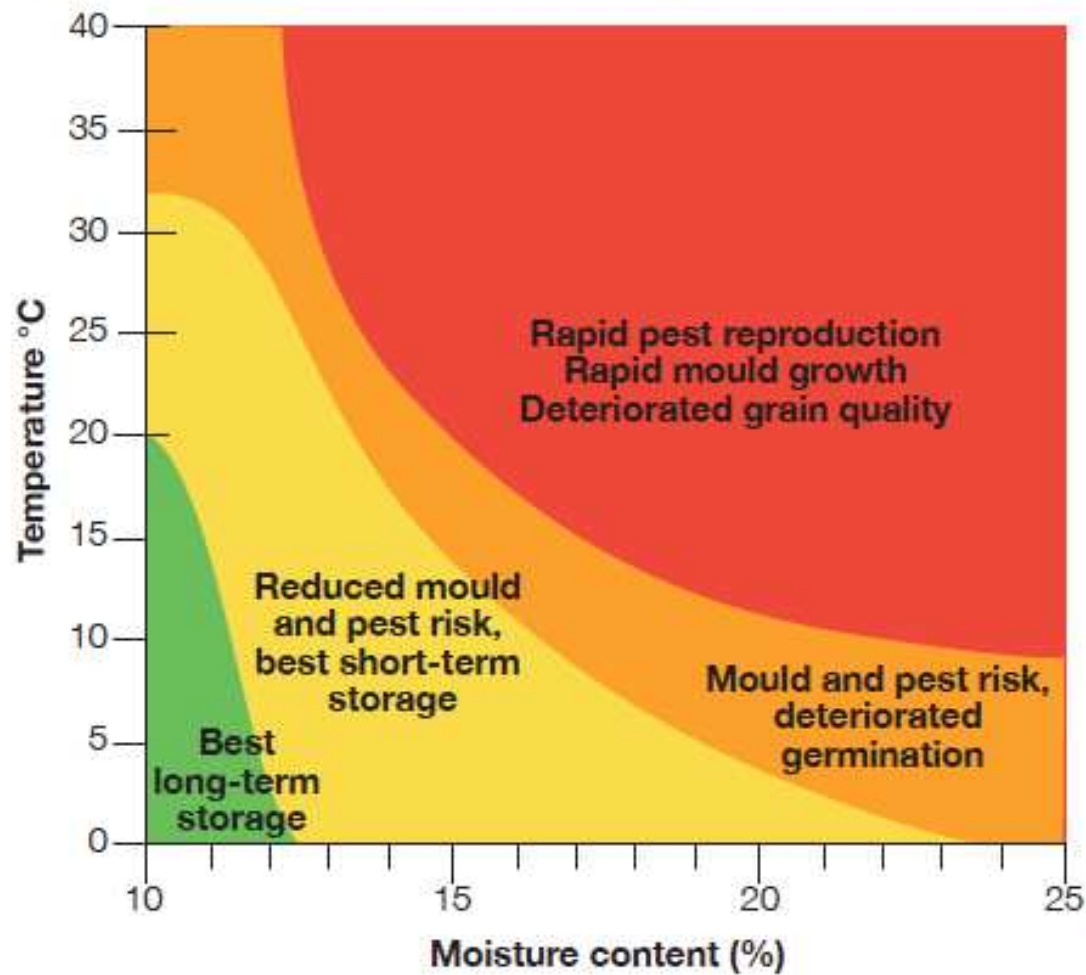 40
35
30
25
20
15
10
5
0
Temperature °C
Rapid pest reproduction
Rapid mould growth
Deteriorated grain quality
Reduced mould
and pest risk,
best short-term
storage
Mould and pest risk,
deteriorated
germination
Best
long-term
storage
10
15
20
25
Moisture content (%)